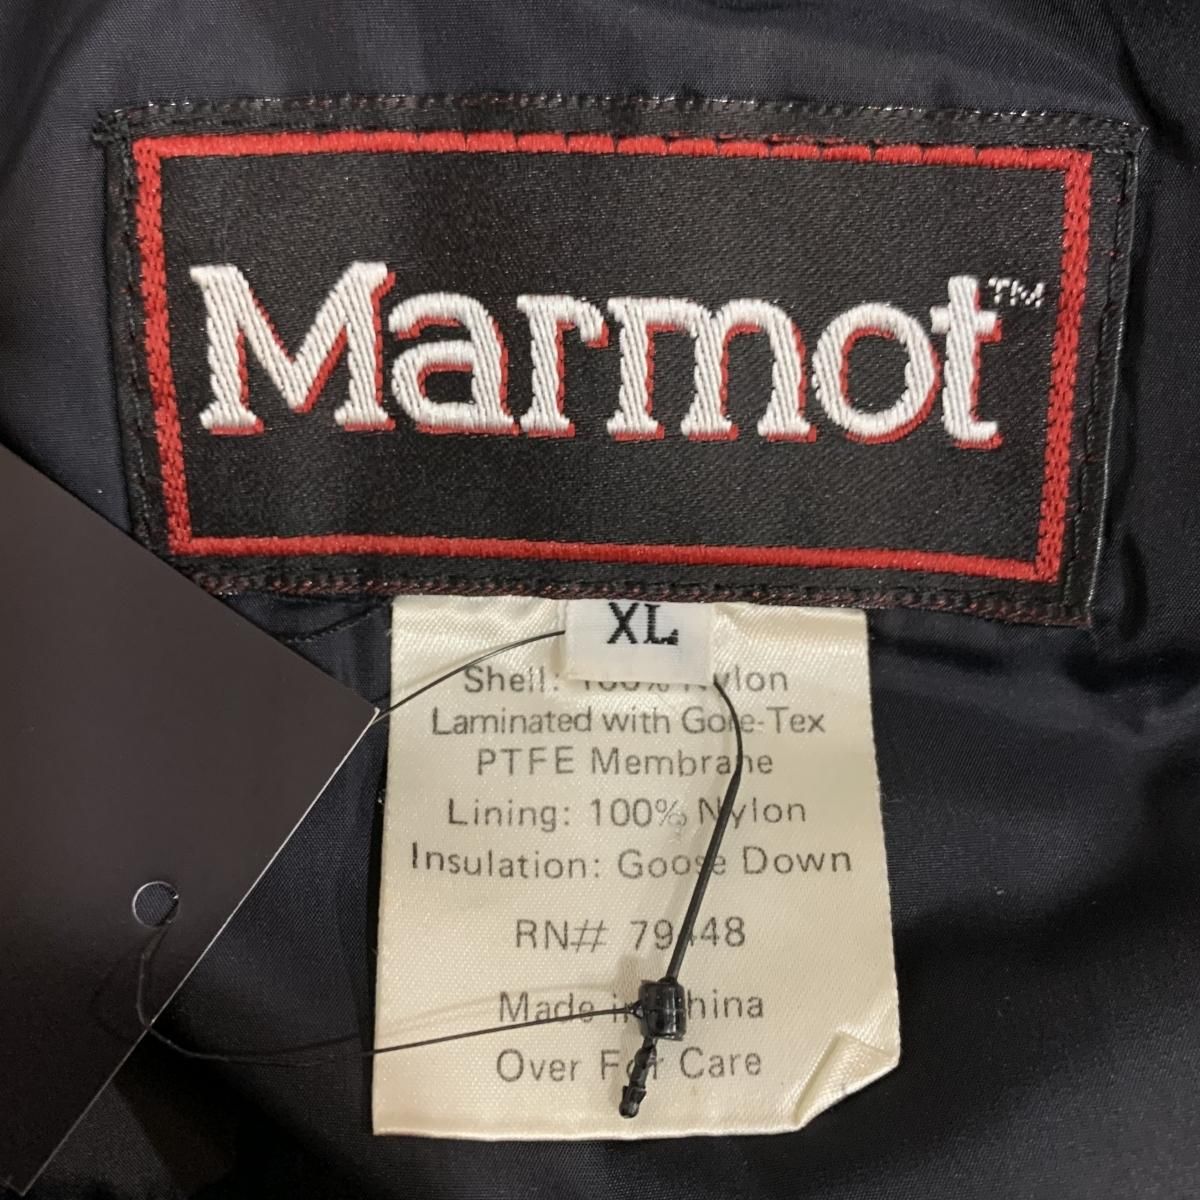 Marmot™
XL
Shell: 100% Nylon
Laminated with Gore-Tex
PTFE Membrane
Lining: 100% Nylon
Insulation: Goose Down
RN# 79448
Made in China
Over For Care